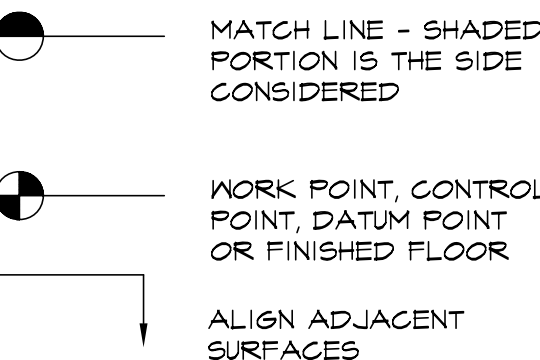 MATCH LINE - SHADED
PORTION IS THE SIDE
CONSIDERED
WORK POINT, CONTROL
POINT, DATUM POINT
OR FINISHED FLOOR
ALIGN ADJACENT
SURFACES